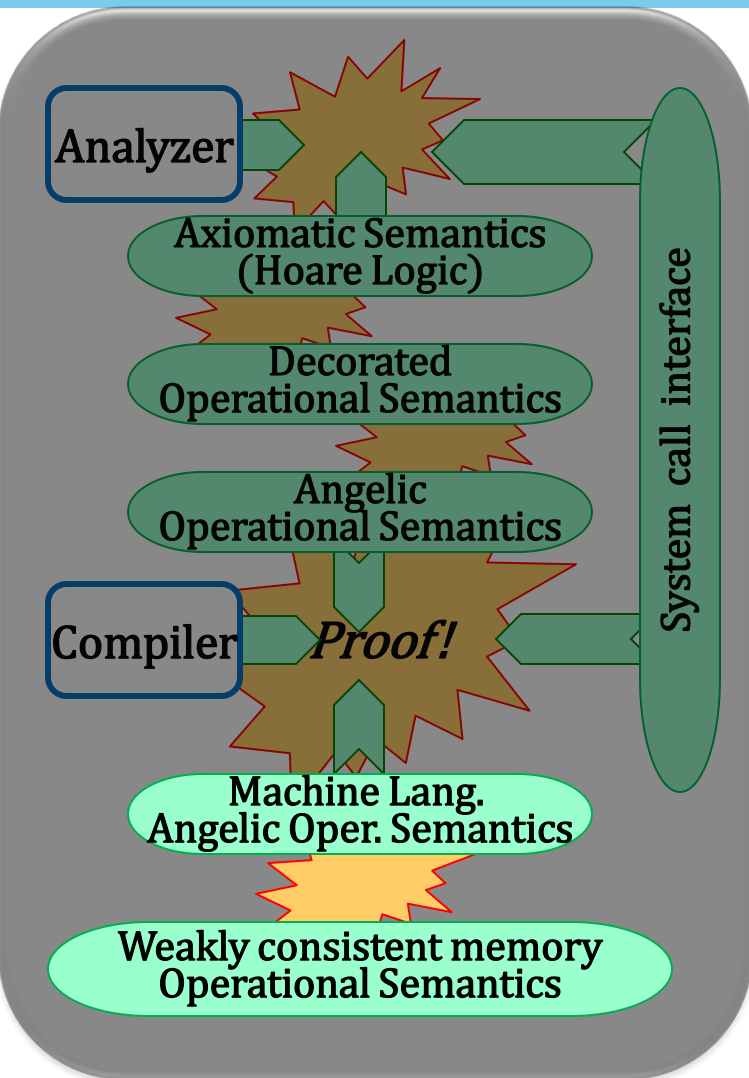 Analyzer
Axiomatic Semantics
(Hoare Logic)
Decorated
Operational Semantics
Angelic
Operational Semantics
System call interface
Compiler
Proof!
Machine Lang.
Angelic Oper. Semantics
Weakly consistent memory
Operational Semantics